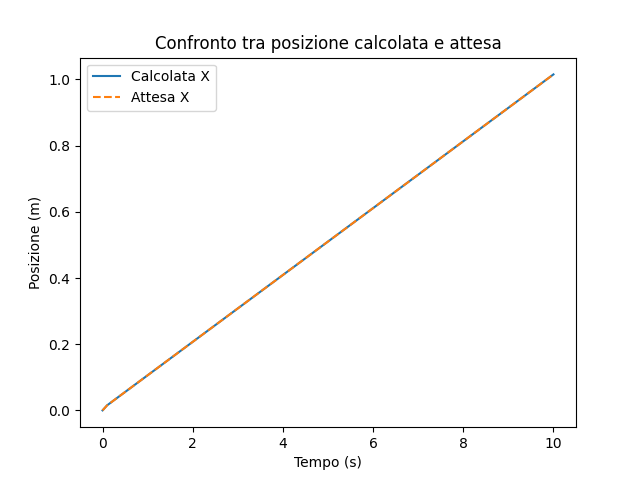 Confronto tra posizione calcolata e attesa
Calcolata X
Attesa X
1.0
0.8
0.6
0.4
0.2
0.0
Posizione (m)
0 2 4 6 8 10
Tempo (s)